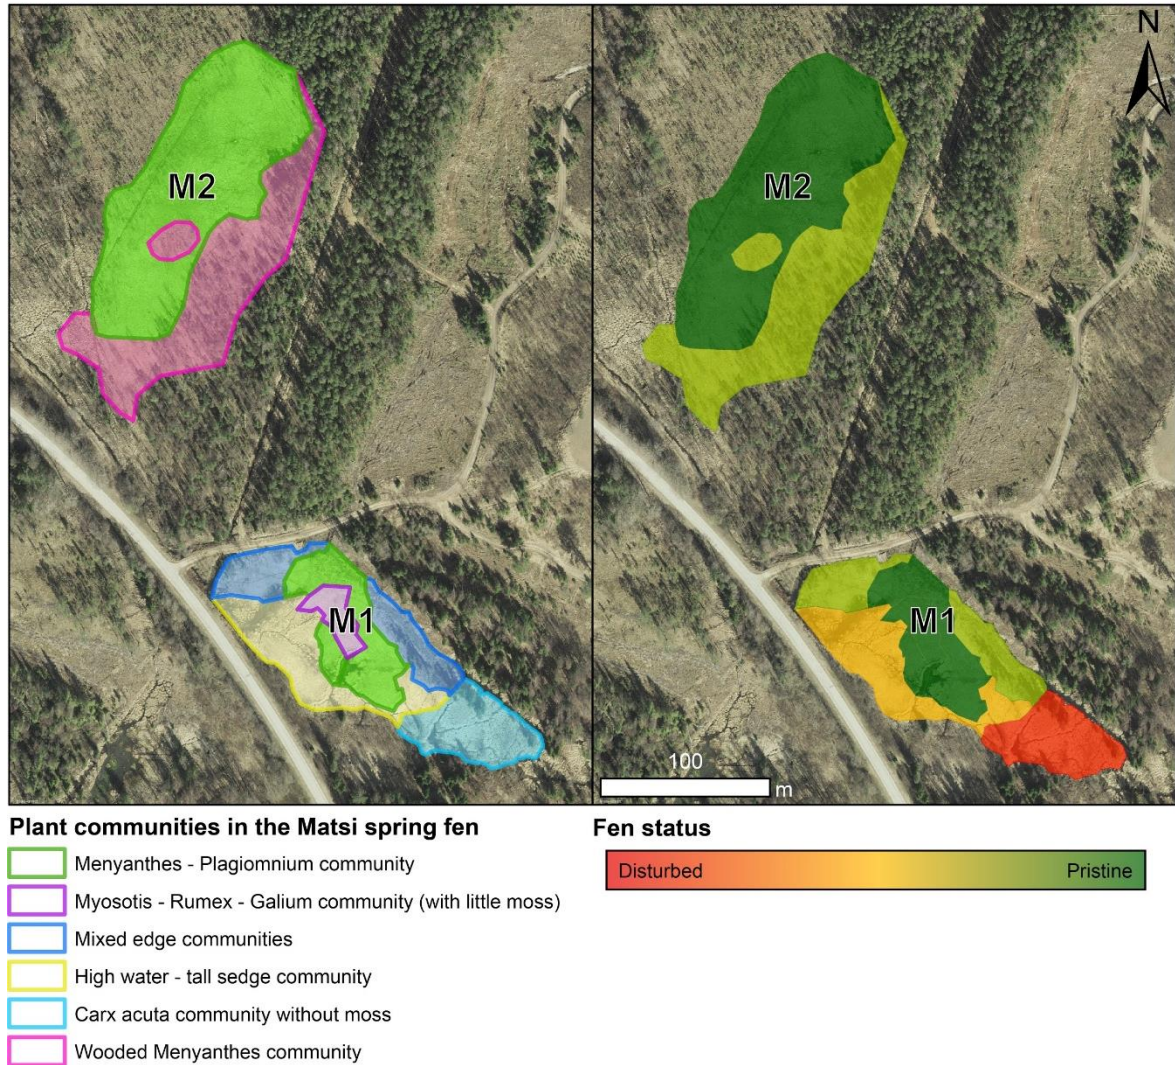 N
M2
M2
M1
M1
100
m
Plant communities in the Matsi spring fen
Menyanthes - Plagiomnium community
Myosotis - Rumex - Galium community (with little moss)
Mixed edge communities
High water - tall sedge community
Carx acuta community without moss
Wooded Menyanthes community
Fen status
Disturbed
Pristine